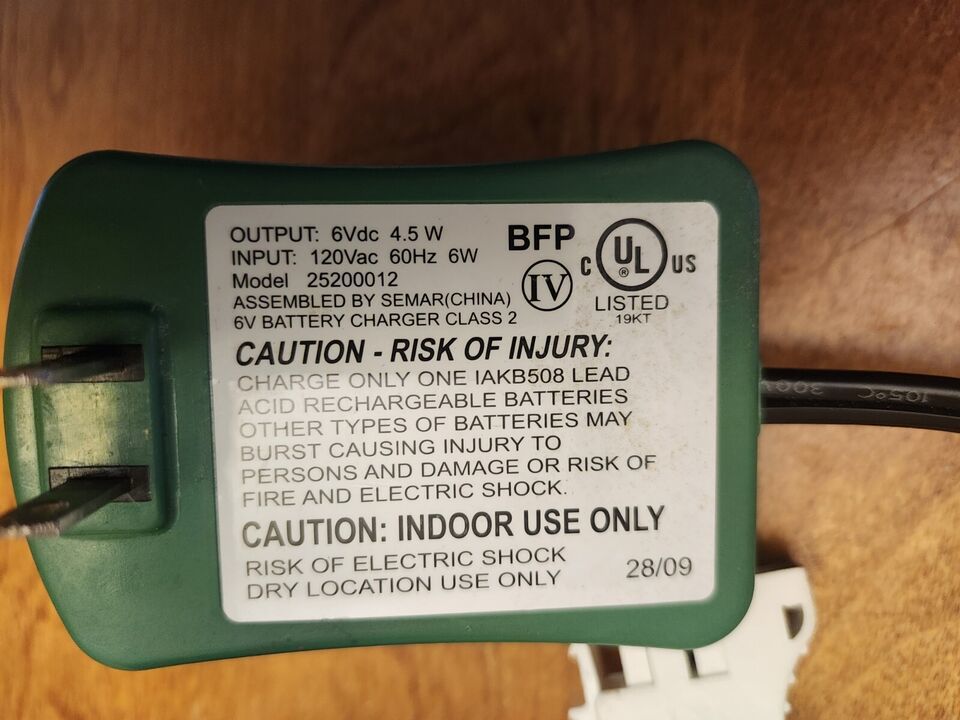 OUTPUT: 6Vdc 4.5 W
INPUT: 120Vac 60Hz 6W
Model 25200012
ASSEMBLED BY SEMAR(CHINA)
6V BATTERY CHARGER CLASS 2
BFP
IV
C UL ® US
LISTED
19KT
CAUTION - RISK OF INJURY:
CHARGE ONLY ONE IAKB508 LEAD
ACID RECHARGEABLE BATTERIES
OTHER TYPES OF BATTERIES MAY
BURST CAUSING INJURY TO
PERSONS AND DAMAGE OR RISK OF
FIRE AND ELECTRIC SHOCK.
CAUTION: INDOOR USE ONLY
RISK OF ELECTRIC SHOCK
DRY LOCATION USE ONLY
28/09
105°C 300V